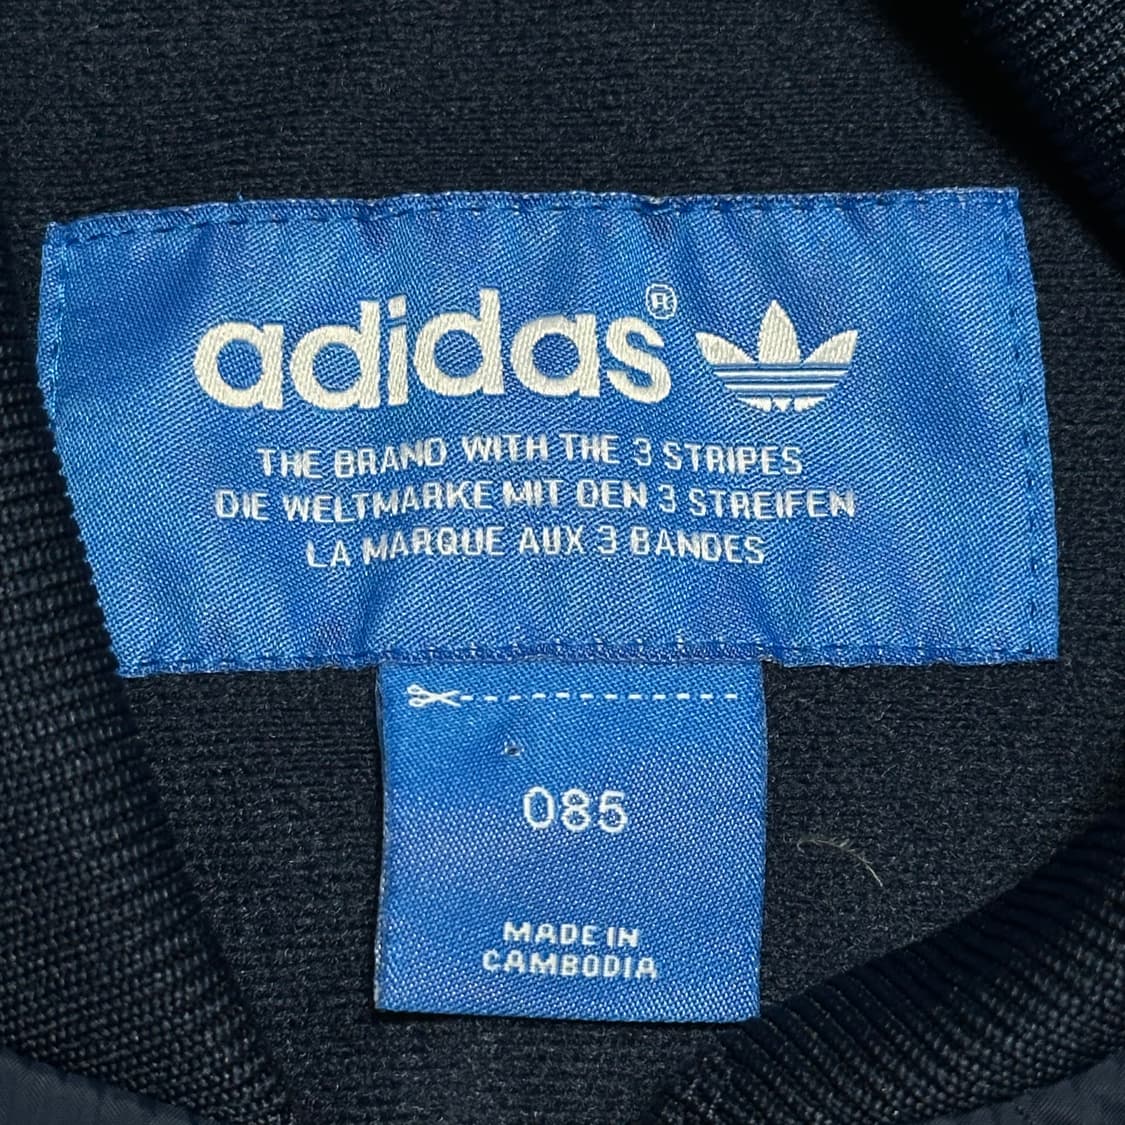 adidas®
THE BRAND WITH THE 3 STRIPES
DIE WELTMARKE MIT DEN 3 STREIFEN
LA MARQUE AUX 3 BANDES
085
MADE IN
CAMBODIA